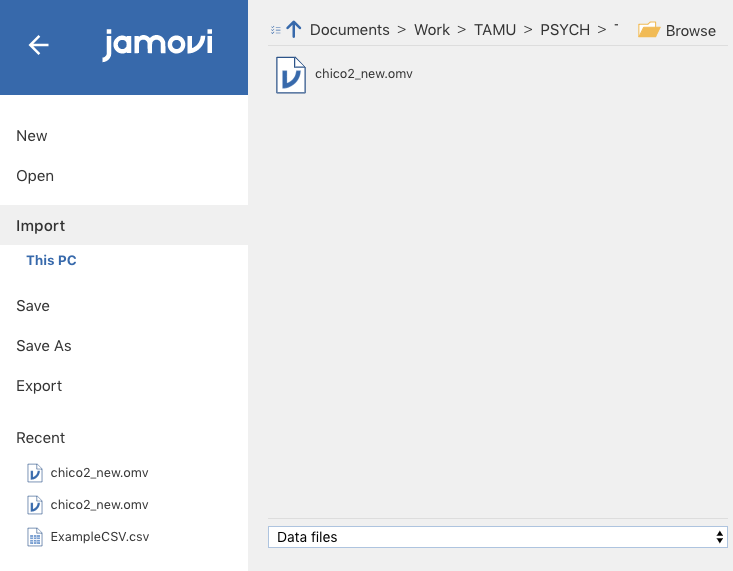 jamovi
New
Open
Import
This PC
Save
Save As
Export
Recent
chico2_new.omv
chico2_new.omv
ExampleCSV.csv
Documents > Work > TAMU > PSYCH >
Browse
chico2_new.omv
Data files